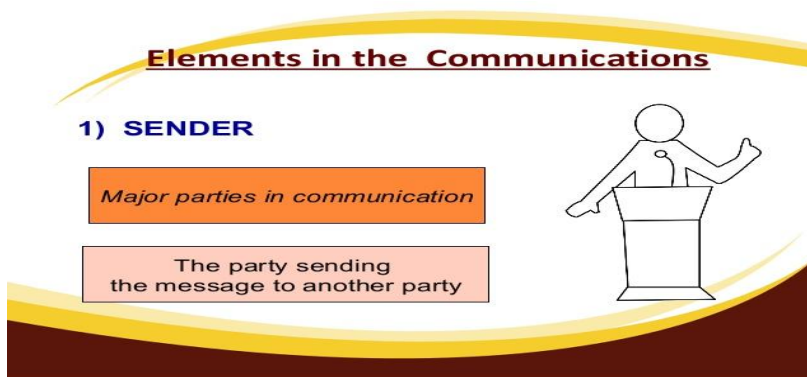 Elements in the Communications
1) SENDER
Major parties in communication
The party sending
the message to another party